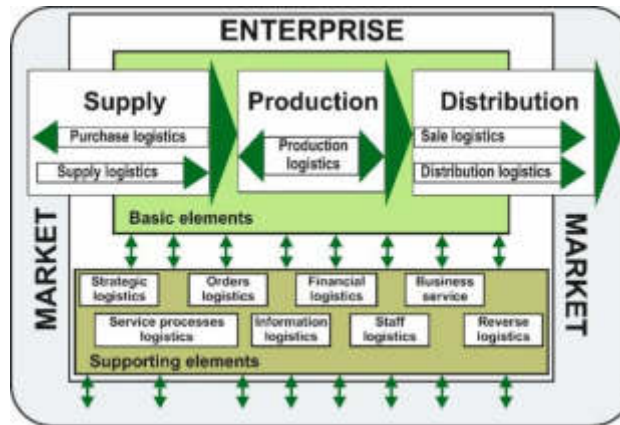 ENTERPRISE
Supply
Production
Distribution
Purchase logistics
Supply logistics
Production
logistics
Sale logistics
Distribution logistics
Basic elements
MARKET
MARKET
Strategic
logistics
Orders
logistics
Financial
logistics
Business
service
Service processes
logistics
Information
logistics
Staff
logistics
Reverse
logistics
Supporting elements